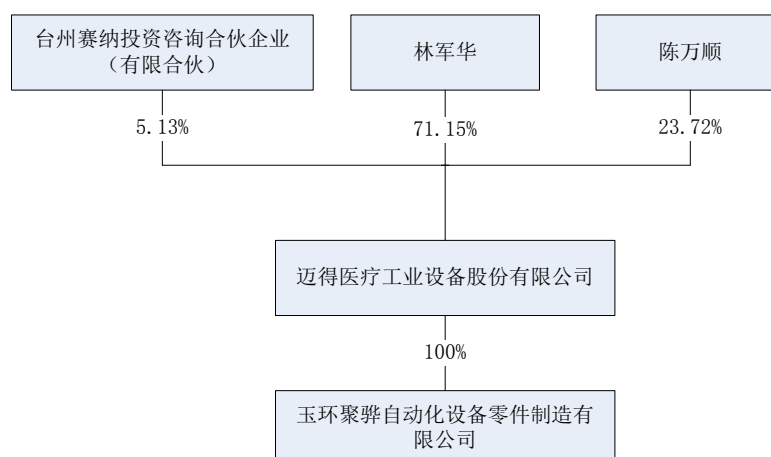 台州赛纳投资咨询合伙企业
（有限合伙）
林军华
陈万顺
5.13%
71.15%
23.72%
迈得医疗工业设备股份有限公司
100%
玉环聚骅自动化设备零件制造有
限公司